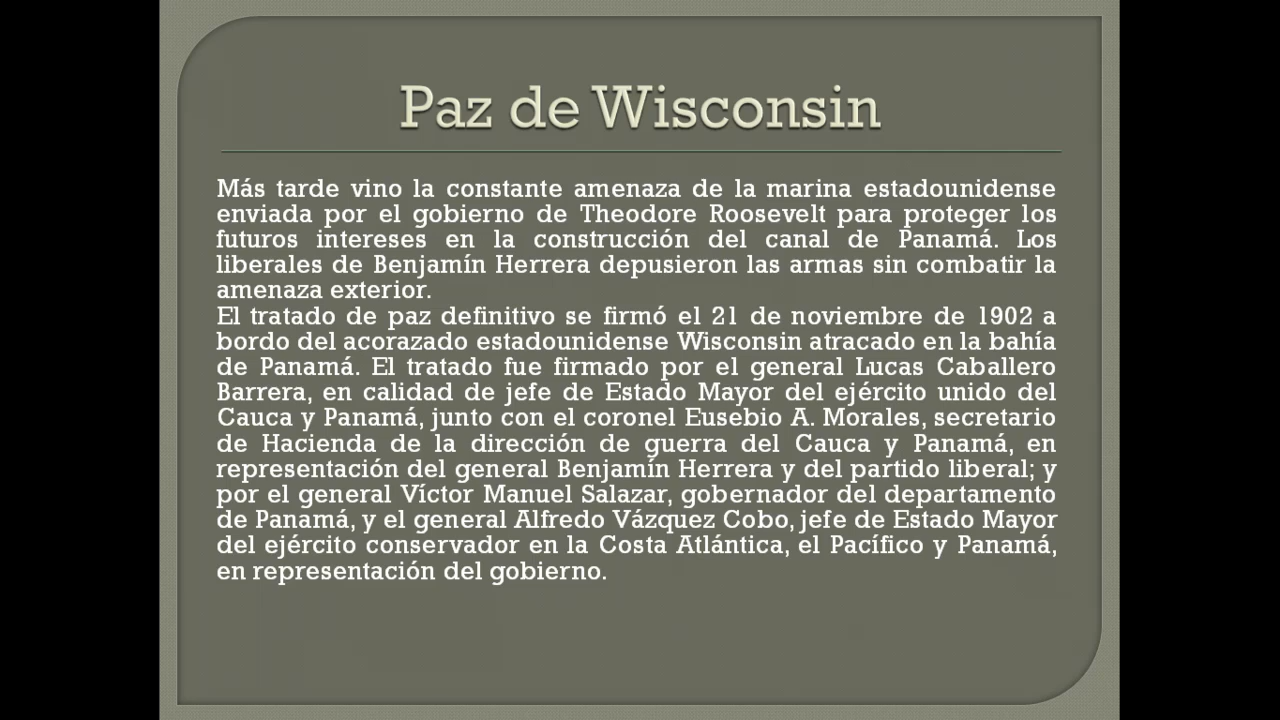 Paz de Wisconsin
Más tarde vino la constante amenaza de la marina estadounidense
enviada por el gobierno de Theodore Roosevelt para proteger los
futuros intereses en la construcción del canal de Panamá. Los
liberales de Benjamín Herrera depusieron las armas sin combatir la
amenaza exterior.
El tratado de paz definitivo se firmó el 21 de noviembre de 1902 a
bordo del acorazado estadounidense Wisconsin atracado en la bahía
de Panamá. El tratado fue firmado por el general Lucas Caballero
Barrera, en calidad de jefe de Estado Mayor del ejército unido del
Cauca y Panamá, junto con el coronel Eusebio A. Morales, secretario
de Hacienda de la dirección de guerra del Cauca y Panamá, en
representación del general Benjamín Herrera y del partido liberal; y
por el general Víctor Manuel Salazar, gobernador del departamento
de Panamá, y el general Alfredo Vázquez Cobo, jefe de Estado Mayor
del ejército conservador en la Costa Atlántica, el Pacífico y Panamá,
en representación del gobierno.